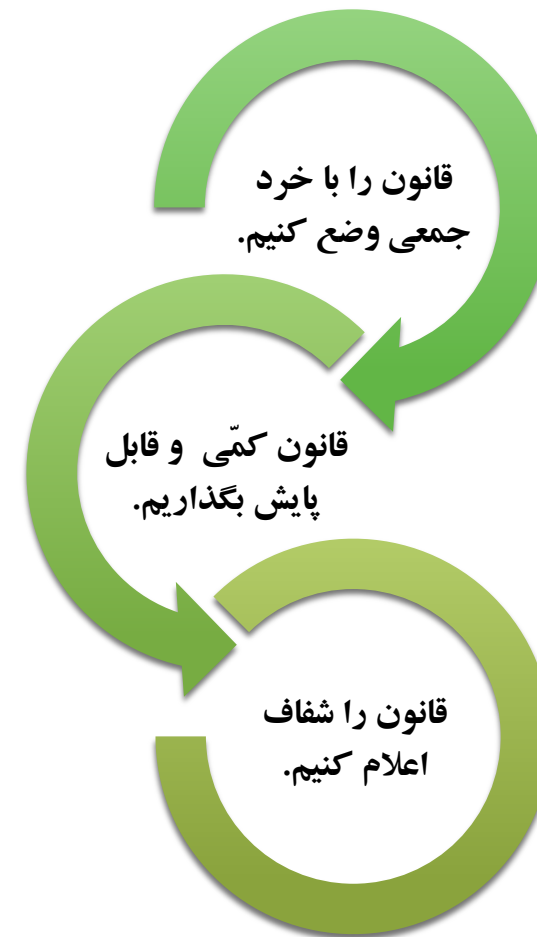 قانون را با خرد
جمعی وضع کنیم.
قانون کمّی و قابل
پایش بگذاریم.
قانون را شفاف
اعلام کنیم.